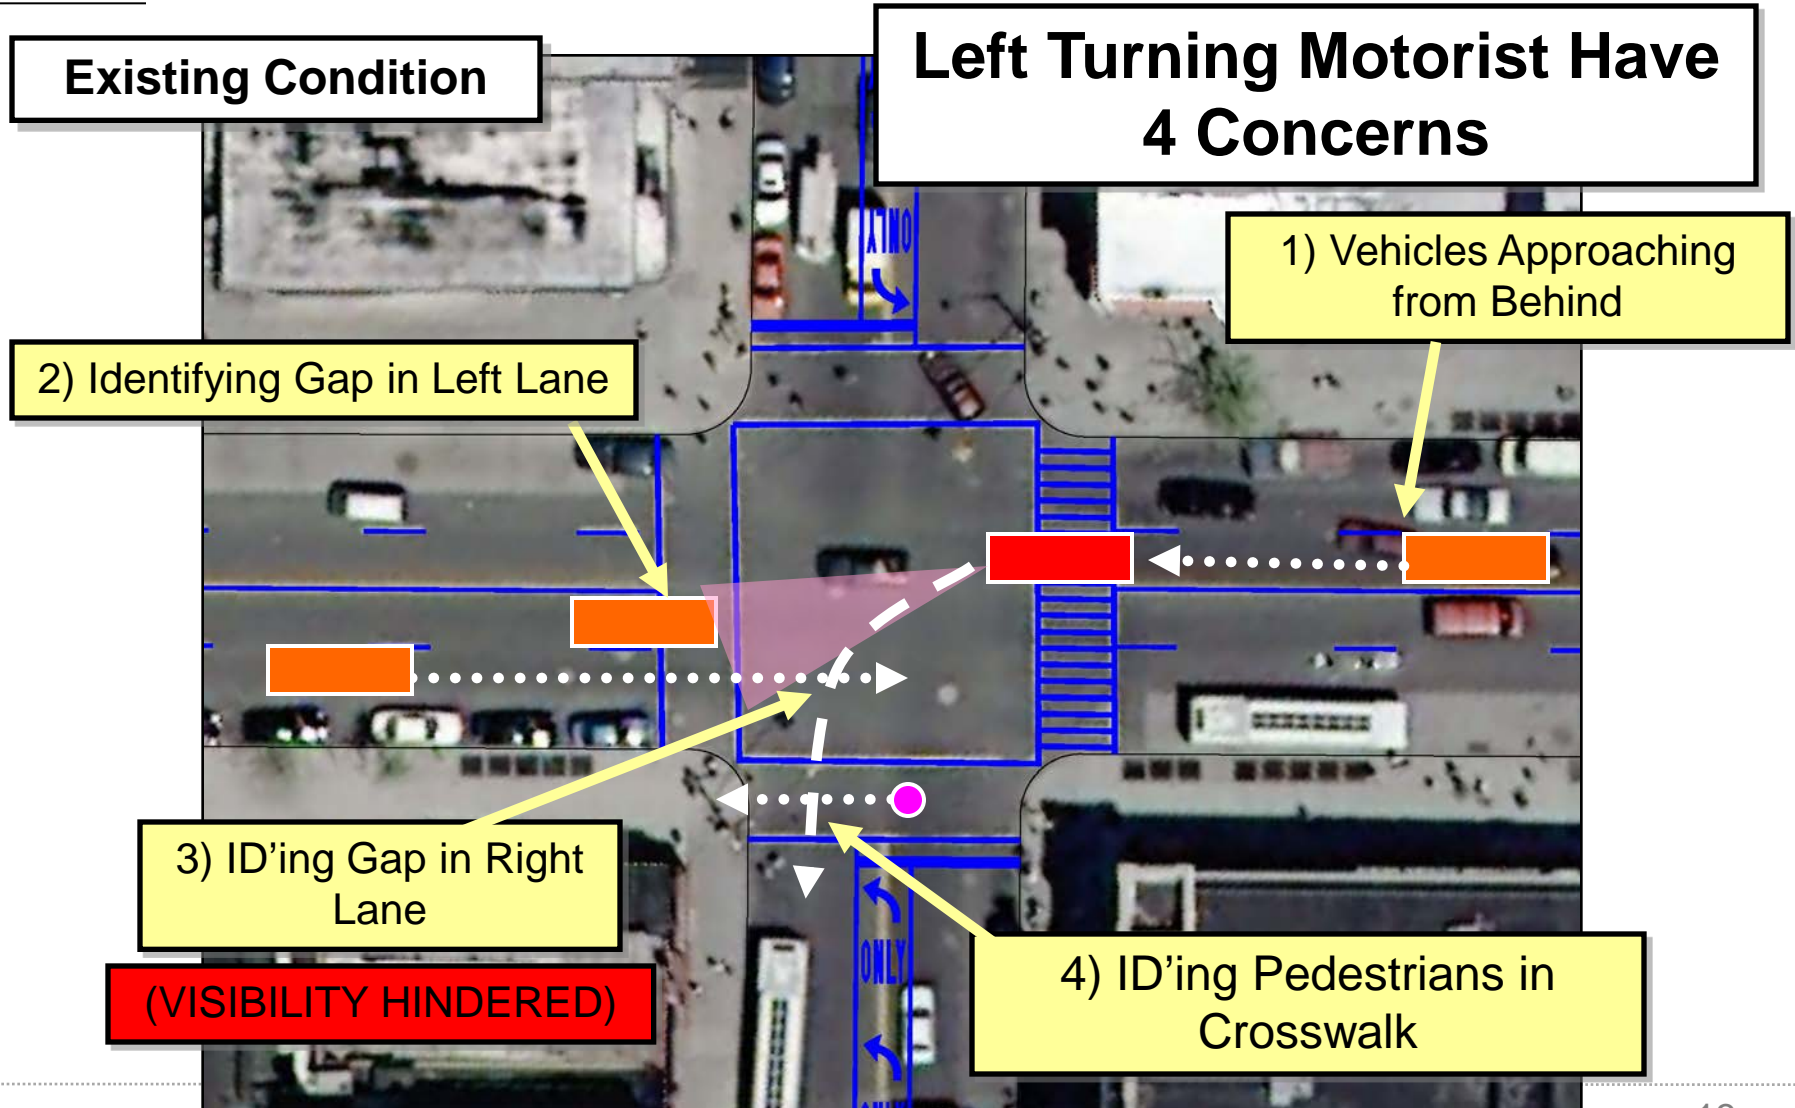 Existing Condition
Left Turning Motorist Have
4 Concerns
1) Vehicles Approaching
from Behind
2) Identifying Gap in Left Lane
ONLY
3) ID'ing Gap in Right
Lane
(VISIBILITY HINDERED)
ONLY
4) ID'ing Pedestrians in
Crosswalk